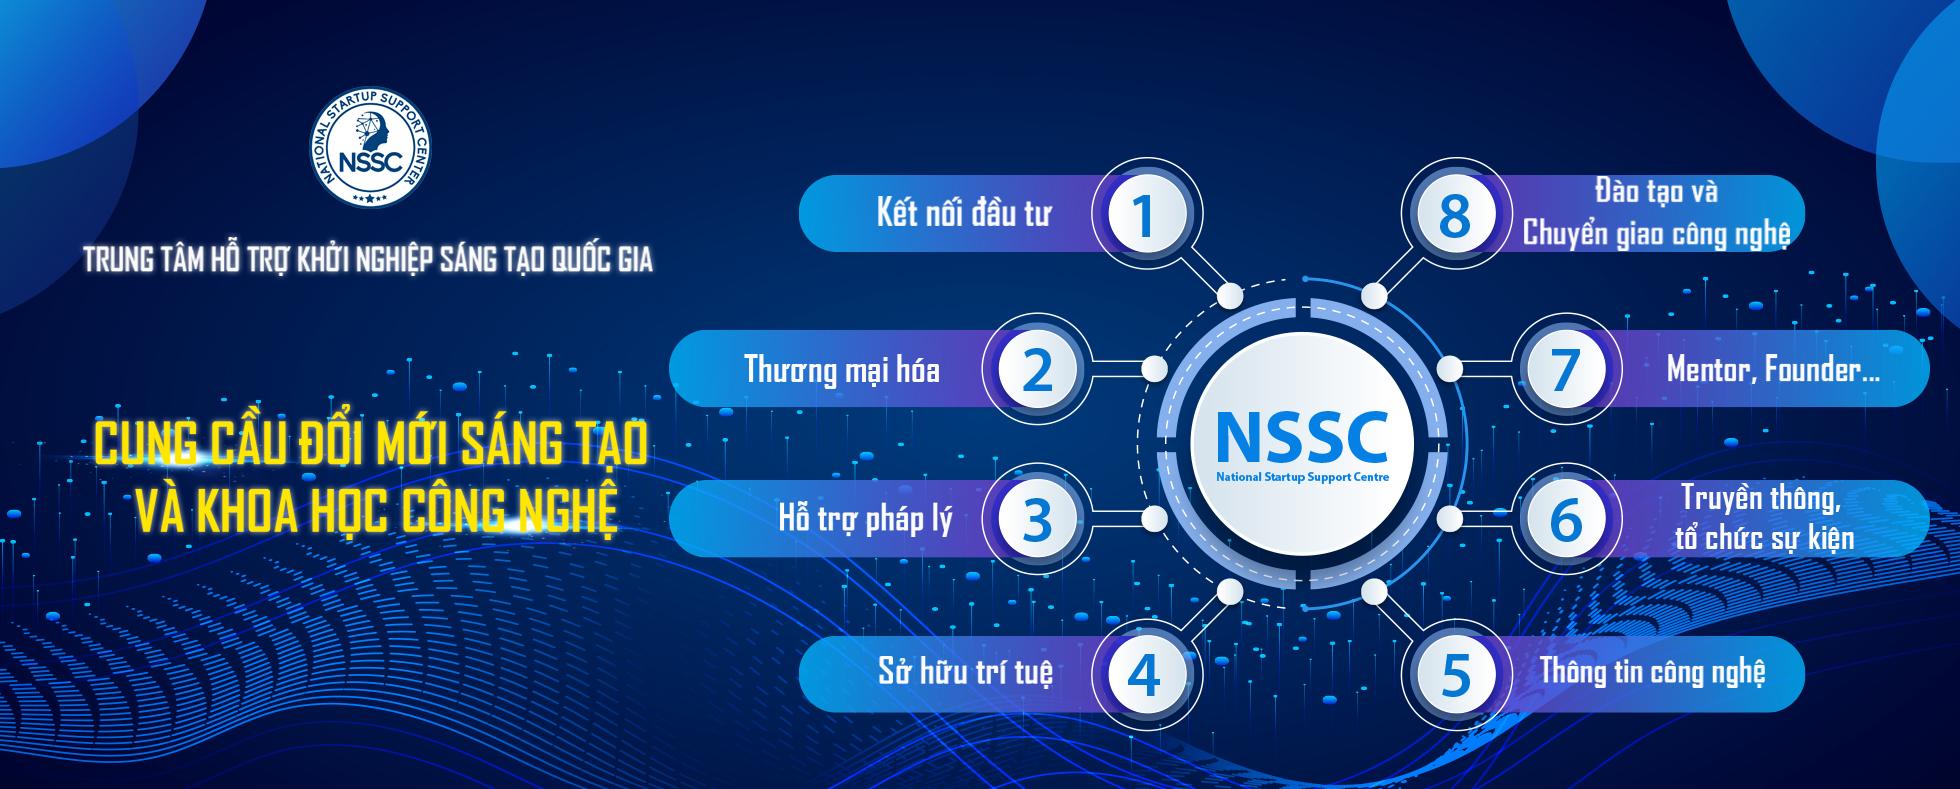 NATIONAL STARTUP SUPPORT CENTER
NSSC
TRUNG TÂM HỖ TRỢ KHỞI NGHIỆP SÁNG TẠO QUỐC GIA
CUNG CẦU ĐỔI MỚI SÁNG TẠO
VÀ KHOA HỌC CÔNG NGHỆ
Kết nối đầu tư 1
Thương mại hóa 2
Hỗ trợ pháp lý 3
Sở hữu trí tuệ 4
NSSC
National Startup Support Centre
8 Đào tạo và
Chuyển giao công nghệ
7 Mentor, Founder...
6 Truyền thông,
tổ chức sự kiện
5 Thông tin công nghệ